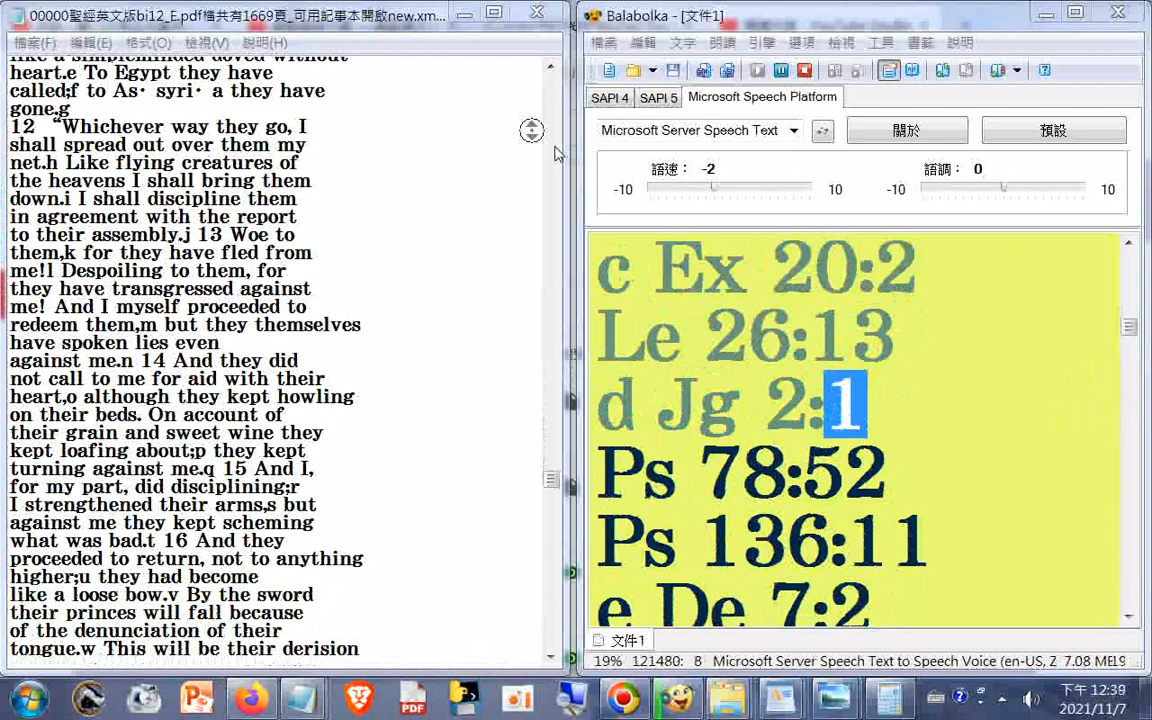 00000聖經英文版bi12_E.pdf檔共有1669頁_可用記事本開啟new.xm...
檔案(F) 編輯(E) 格式(O) 檢視(V) 說明(H)
like a simpleminded doved without
heart.e To Egypt they have
called;f to As· syri· a they have
gone.g
12 “Whichever way they go, I
shall spread out over them my
net.h Like flying creatures of
the heavens I shall bring them
down.i I shall discipline them
in agreement with the report
to their assembly.j 13 Woe to
them,k for they have fled from
me!l Despoiling to them, for
they have transgressed against
me! And I myself proceeded to
redeem them,m but they themselves
have spoken lies even
against me.n 14 And they did
not call to me for aid with their
heart,o although they kept howling
on their beds. On account of
their grain and sweet wine they
kept loafing about;p they kept
turning against me.q 15 And I,
for my part, did disciplining;r
I strengthened their arms,s but
against me they kept scheming
what was bad.t 16 And they
proceeded to return, not to anything
higher;u they had become
like a loose bow.v By the sword
their princes will fall because
of the denunciation of their
tongue.w This will be their derision
Balabolka - [文件1]
檔案 編輯 文字 朗讀 引擎 選項 檢視 工具 書籤 說明
SAPI 4 SAPI 5 Microsoft Speech Platform
Microsoft Server Speech Text 關於 預設
語速: -2 語調: 0
-10 10 -10 10
c Ex 20:2
Le 26:13
d Jg 2:1
Ps 78:52
Ps 136:11
e De 7:2
文件1
19% 121480: 8 Microsoft Server Speech Text to Speech Voice (en-US, Z 7.08 ME
PDF
下午 12:39
2021/11/7